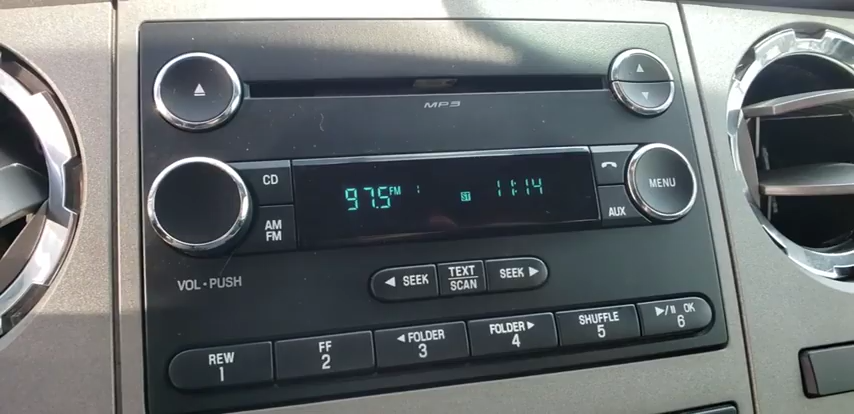 MP3
CD
97.5 FM 1 ST 11:14
MENU
AUX
AM
FM
VOL • PUSH
◀ SEEK
TEXT
SCAN
SEEK ▶
REW
1
FF
2
◀ FOLDER
3
FOLDER ▶
4
SHUFFLE
5
▶/II OK
6